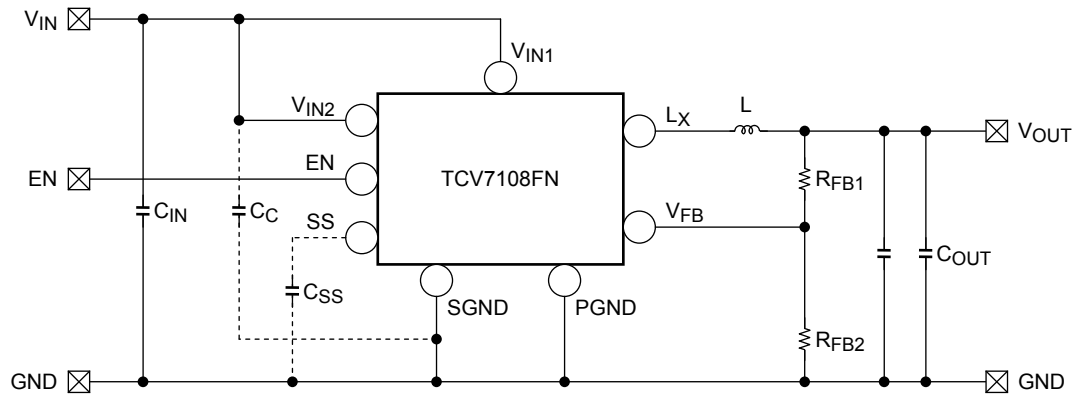 VIN
VIN1
VIN2
LX
L
VOUT
EN
EN
TCV7108FN
RFB1
CIN
CC
SS
VFB
CSS
SGND
PGND
COUT
RFB2
GND
GND